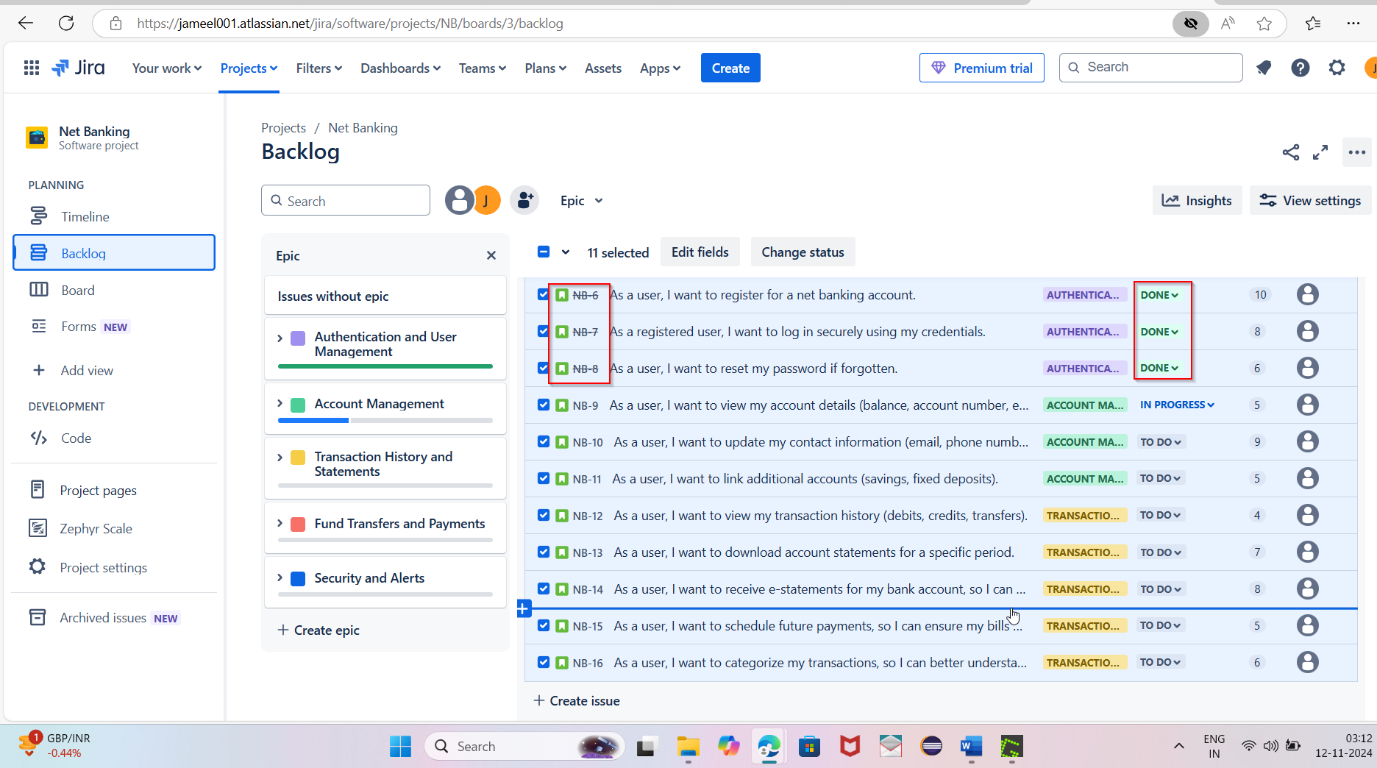 https://jameel001.atlassian.net/jira/software/projects/NB/boards/3/backlog
Jira Your work Projects Filters Dashboards Teams Plans Assets Apps Create Premium trial Search
Net Banking
Software project
PLANNING
Timeline
Backlog
Board
Forms NEW
Add view
DEVELOPMENT
Code
Project pages
Zephyr Scale
Project settings
Archived issues NEW
Projects / Net Banking
Backlog
Search J Epic Insights View settings
Epic
Issues without epic
Authentication and User
Management
Account Management
Transaction History and
Statements
Fund Transfers and Payments
Security and Alerts
+ Create epic
11 selected Edit fields Change status
NB-6 As a user, I want to register for a net banking account. AUTHENTICA... DONE 10
NB-7 As a registered user, I want to log in securely using my credentials. AUTHENTICA... DONE 8
NB-8 As a user, I want to reset my password if forgotten. AUTHENTICA... DONE 6
NB-9 As a user, I want to view my account details (balance, account number, e... ACCOUNT MA... IN PROGRESS 5
NB-10 As a user, I want to update my contact information (email, phone numb... ACCOUNT MA... TO DO 9
NB-11 As a user, I want to link additional accounts (savings, fixed deposits). ACCOUNT MA... TO DO 5
NB-12 As a user, I want to view my transaction history (debits, credits, transfers). TRANSACTIO... TO DO 4
NB-13 As a user, I want to download account statements for a specific period. TRANSACTIO... TO DO 7
NB-14 As a user, I want to receive e-statements for my bank account, so I can ... TRANSACTIO... TO DO 8
NB-15 As a user, I want to schedule future payments, so I can ensure my bills ... TRANSACTIO... TO DO 5
NB-16 As a user, I want to categorize my transactions, so I can better understa... TRANSACTIO... TO DO 6
+ Create issue
1 GBP/INR
-0.44%
Search
ENG
IN
03:12
12-11-2024